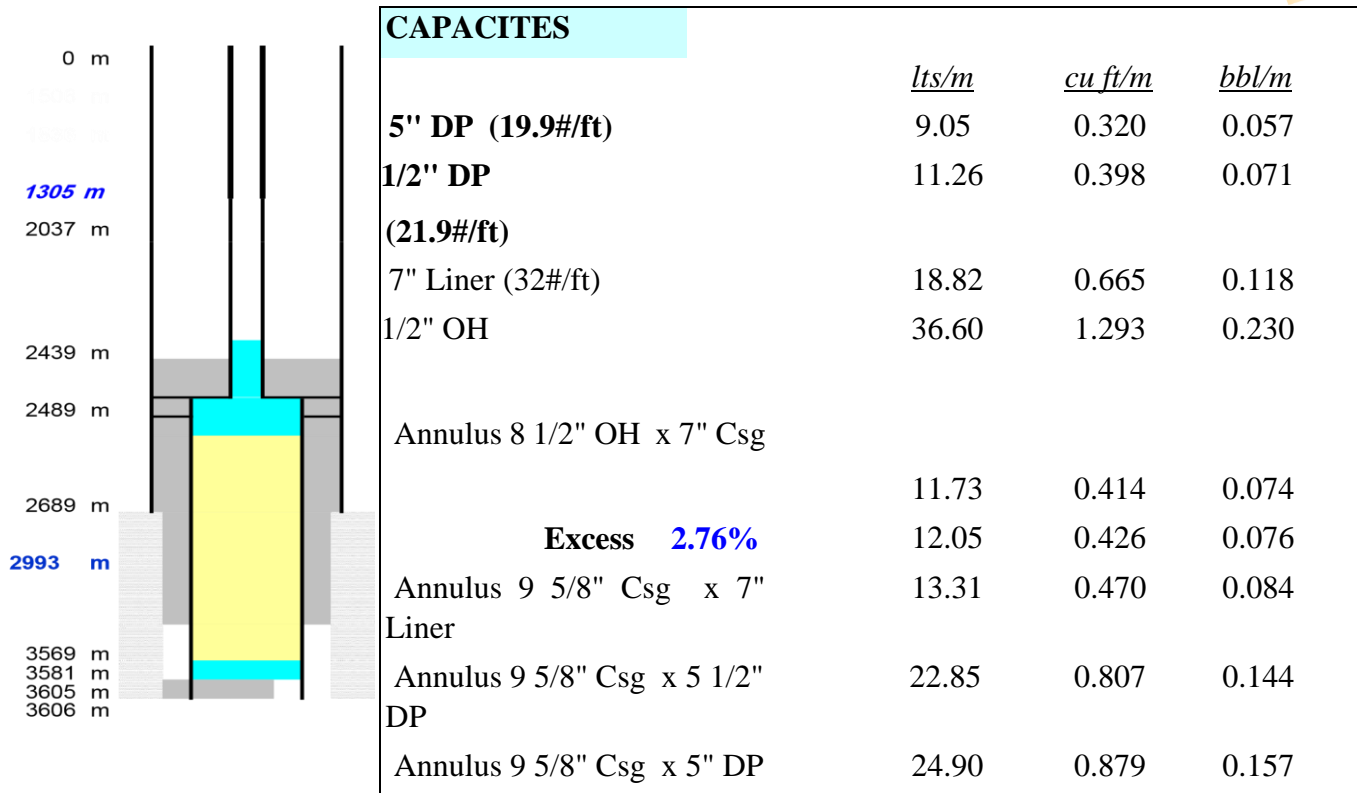 0 m
1305 m
2037 m
2439 m
2489 m
2689 m
2993 m
3569 m
3581 m
3605 m
3606 m
CAPACITES
lts/m cu ft/m bbl/m
5" DP (19.9#/ft) 9.05 0.320 0.057
1/2" DP 11.26 0.398 0.071
(21.9#/ft)
7" Liner (32#/ft) 18.82 0.665 0.118
1/2" OH 36.60 1.293 0.230
Annulus 8 1/2" OH x 7" Csg
11.73 0.414 0.074
Excess 2.76% 12.05 0.426 0.076
Annulus 9 5/8" Csg x 7" 13.31 0.470 0.084
Liner
Annulus 9 5/8" Csg x 5 1/2" 22.85 0.807 0.144
DP
Annulus 9 5/8" Csg x 5" DP 24.90 0.879 0.157